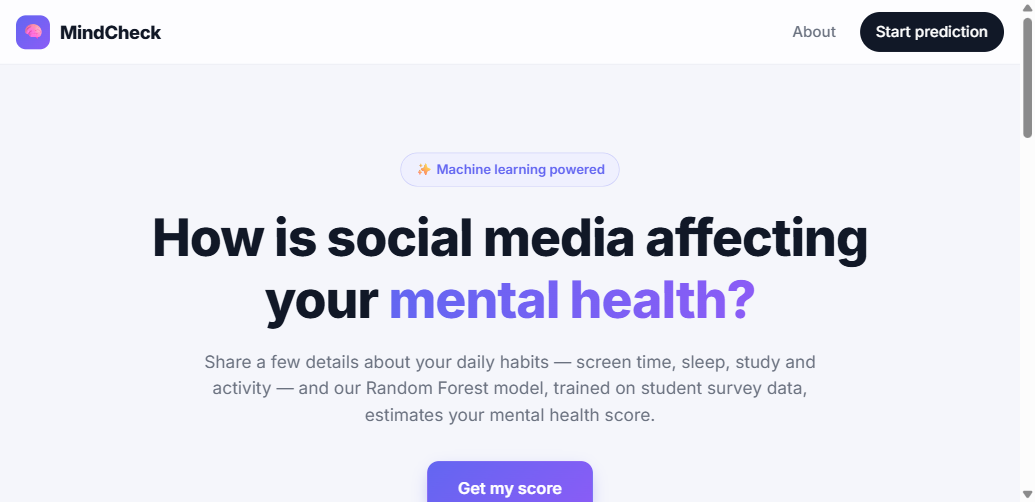 MindCheck
About
Start prediction
✨ Machine learning powered
How is social media affecting
your mental health?
Share a few details about your daily habits — screen time, sleep, study and
activity — and our Random Forest model, trained on student survey data,
estimates your mental health score.
Get my score